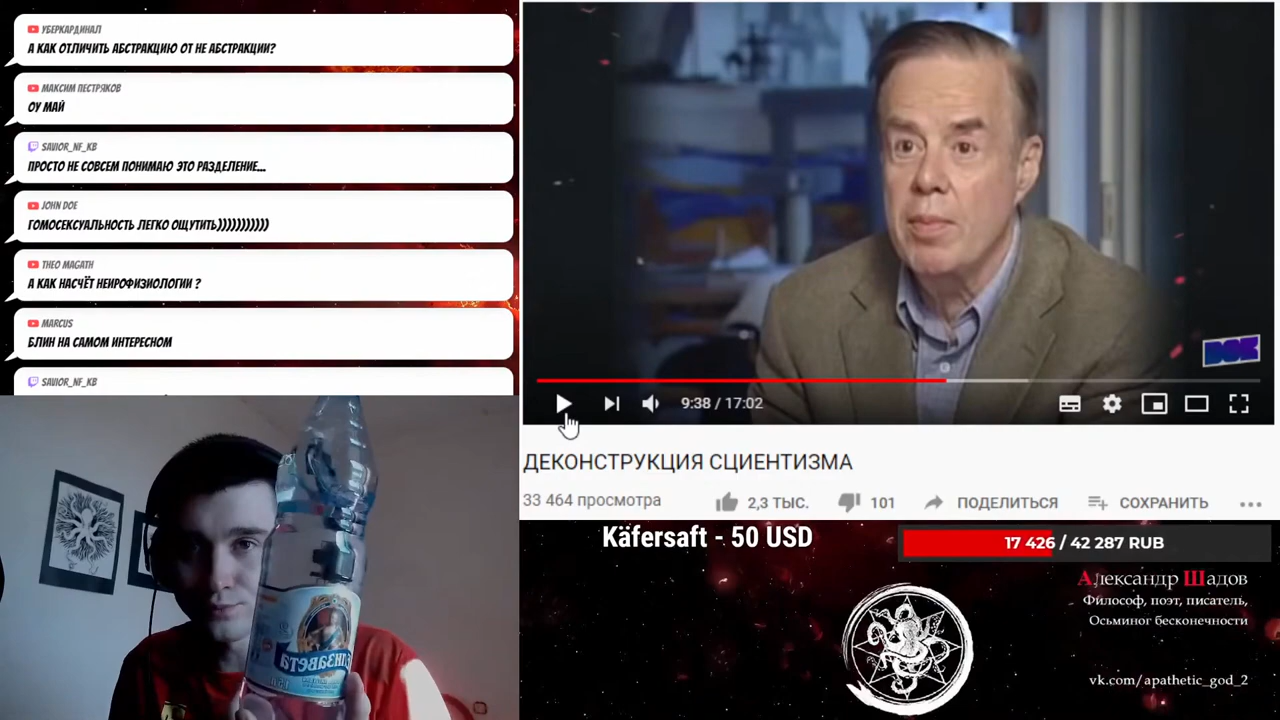 УБЕРКАРДИНАЛ
А КАК ОТЛИЧИТЬ АБСТРАКЦИЮ ОТ НЕ АБСТРАКЦИИ?
МАКСИМ ПЕСТРЯКОВ
ОУ МАЙ
SAVIOR_NF_KB
ПРОСТО НЕ СОВСЕМ ПОНИМАЮ ЭТО РАЗДЕЛЕНИЕ...
JOHN DOE
ГОМОСЕКСУАЛЬНОСТЬ ЛЕГКО ОЩУТИТЬ)))))))))))
THEO MAGATH
А КАК НАСЧЁТ НЕИРОФИЗИОЛОГИИ ?
MARCUS
БЛИН НА САМОМ ИНТЕРЕСНОМ
SAVIOR_NF_KB
ЕЛИЗАВЕТА
DOK
9:38 / 17:02
ДЕКОНСТРУКЦИЯ СЦИЕНТИЗМА
33 464 просмотра
2,3 ТЫС.
101
ПОДЕЛИТЬСЯ
СОХРАНИТЬ
Käfersaft - 50 USD
17 426 / 42 287 RUB
Александр Шадов
Философ, поэт, писатель,
Осьминог бесконечности
vk.com/apathetic_god_2